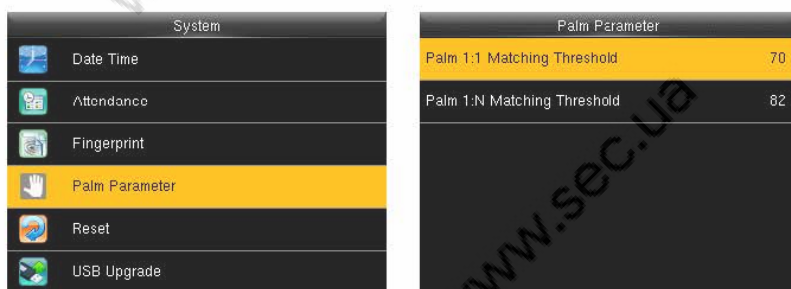 System
Date Time
Attendance
Fingerprint
Palm Parameter
Reset
USB Upgrade
Palm Parameter
Palm 1:1 Matching Threshold 70
Palm 1:N Matching Threshold 82
www.sec.ua